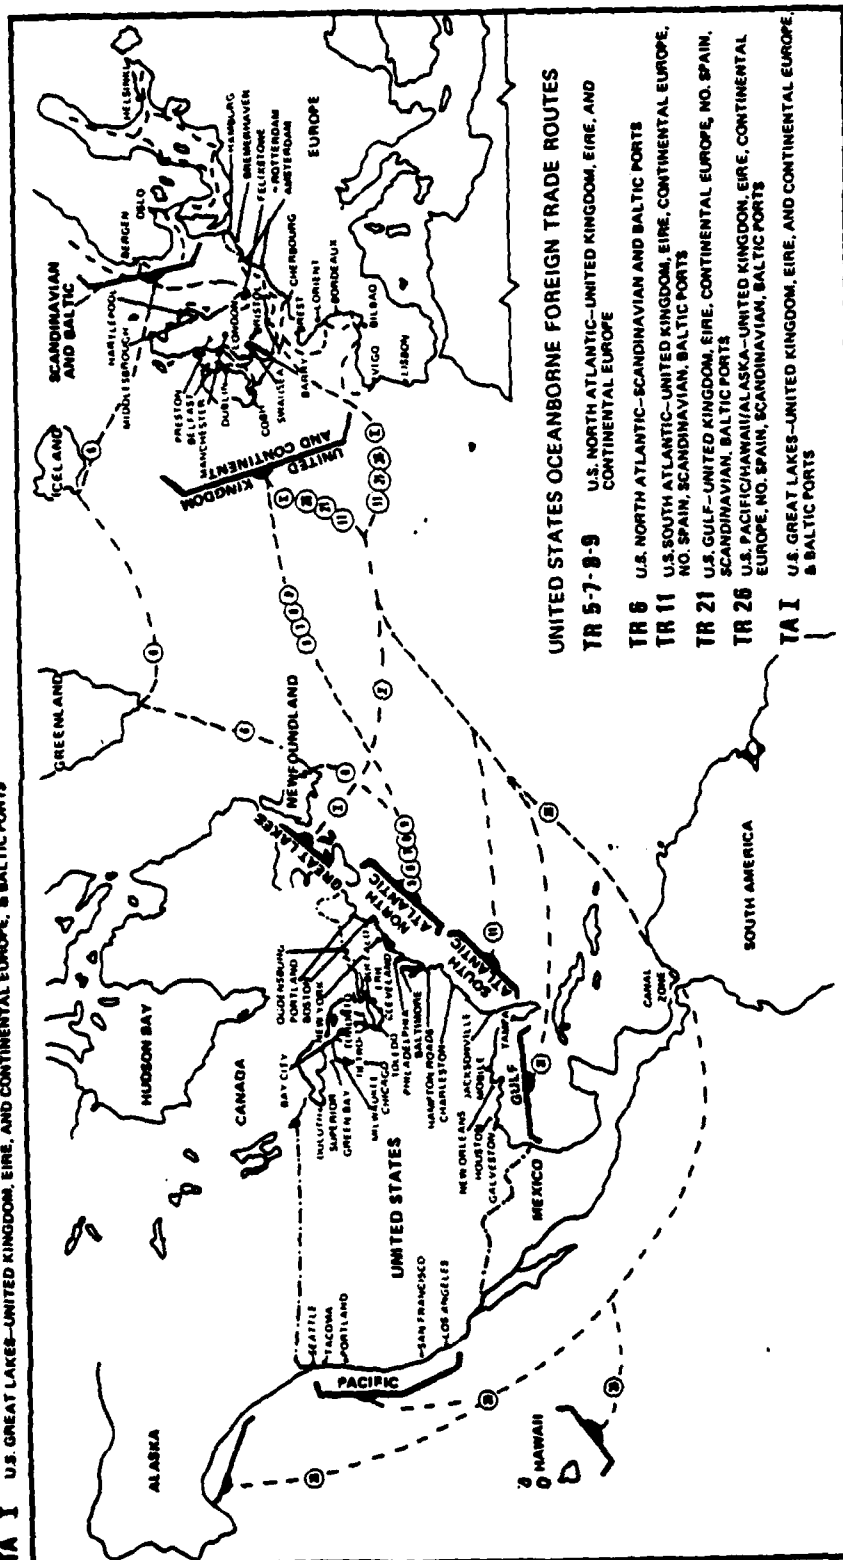 TA I U.S. GREAT LAKES–UNITED KINGDOM, EIRE, AND CONTINENTAL EUROPE, & BALTIC PORTS
ALASKA
HUDSON BAY
GREENLAND
ICELAND
SCANDINAVIAN
AND BALTIC
BERGEN
OSLO
HELSINKI
HARTLEPOOL
MIDDLESBROUGH
PRESTON
BELFAST
MANCHESTER
DUBLIN
LONDON
CORK
BRISTOL
SWANSEA
BARRY
HAMBURG
BREMERHAVEN
FELIXSTOWE
ROTTERDAM
AMSTERDAM
CHERBOURG
BREST
LORIENT
BORDEAUX
VIGO
BILBAO
LISBON
EUROPE
UNITED KINGDOM
AND CONTINENT
CANADA
NEWFOUNDLAND
GREAT LAKES
NORTH
ATLANTIC
SOUTH
ATLANTIC
OGDENSBURG
PORTLAND
BOSTON
NEW YORK
BUFFALO
ERIE
CLEVELAND
TOLEDO
PHILADELPHIA
BALTIMORE
HAMPTON ROADS
CHARLESTON
BAY CITY
DULUTH
SUPERIOR
GREEN BAY
DETROIT
MILWAUKEE
CHICAGO
SEATTLE
TACOMA
PORTLAND
SAN FRANCISCO
LOS ANGELES
PACIFIC
UNITED STATES
JACKSONVILLE
TAMPA
MOBILE
NEW ORLEANS
HOUSTON
GALVESTON
GULF
MEXICO
HAWAII
CANAL
ZONE
SOUTH AMERICA
UNITED STATES OCEANBORNE FOREIGN TRADE ROUTES
TR 5-7-8-9 U.S. NORTH ATLANTIC–UNITED KINGDOM, EIRE, AND
CONTINENTAL EUROPE
TR 6 U.S. NORTH ATLANTIC–SCANDINAVIAN AND BALTIC PORTS
TR 11 U.S. SOUTH ATLANTIC–UNITED KINGDOM, EIRE, CONTINENTAL EUROPE,
NO. SPAIN, SCANDINAVIAN, BALTIC PORTS
TR 21 U.S. GULF–UNITED KINGDOM, EIRE, CONTINENTAL EUROPE, NO. SPAIN,
SCANDINAVIAN, BALTIC PORTS
TR 26 U.S. PACIFIC/HAWAII/ALASKA–UNITED KINGDOM, EIRE, CONTINENTAL
EUROPE, NO. SPAIN, SCANDINAVIAN, BALTIC PORTS
TA I U.S. GREAT LAKES–UNITED KINGDOM, EIRE, AND CONTINENTAL EUROPE,
& BALTIC PORTS